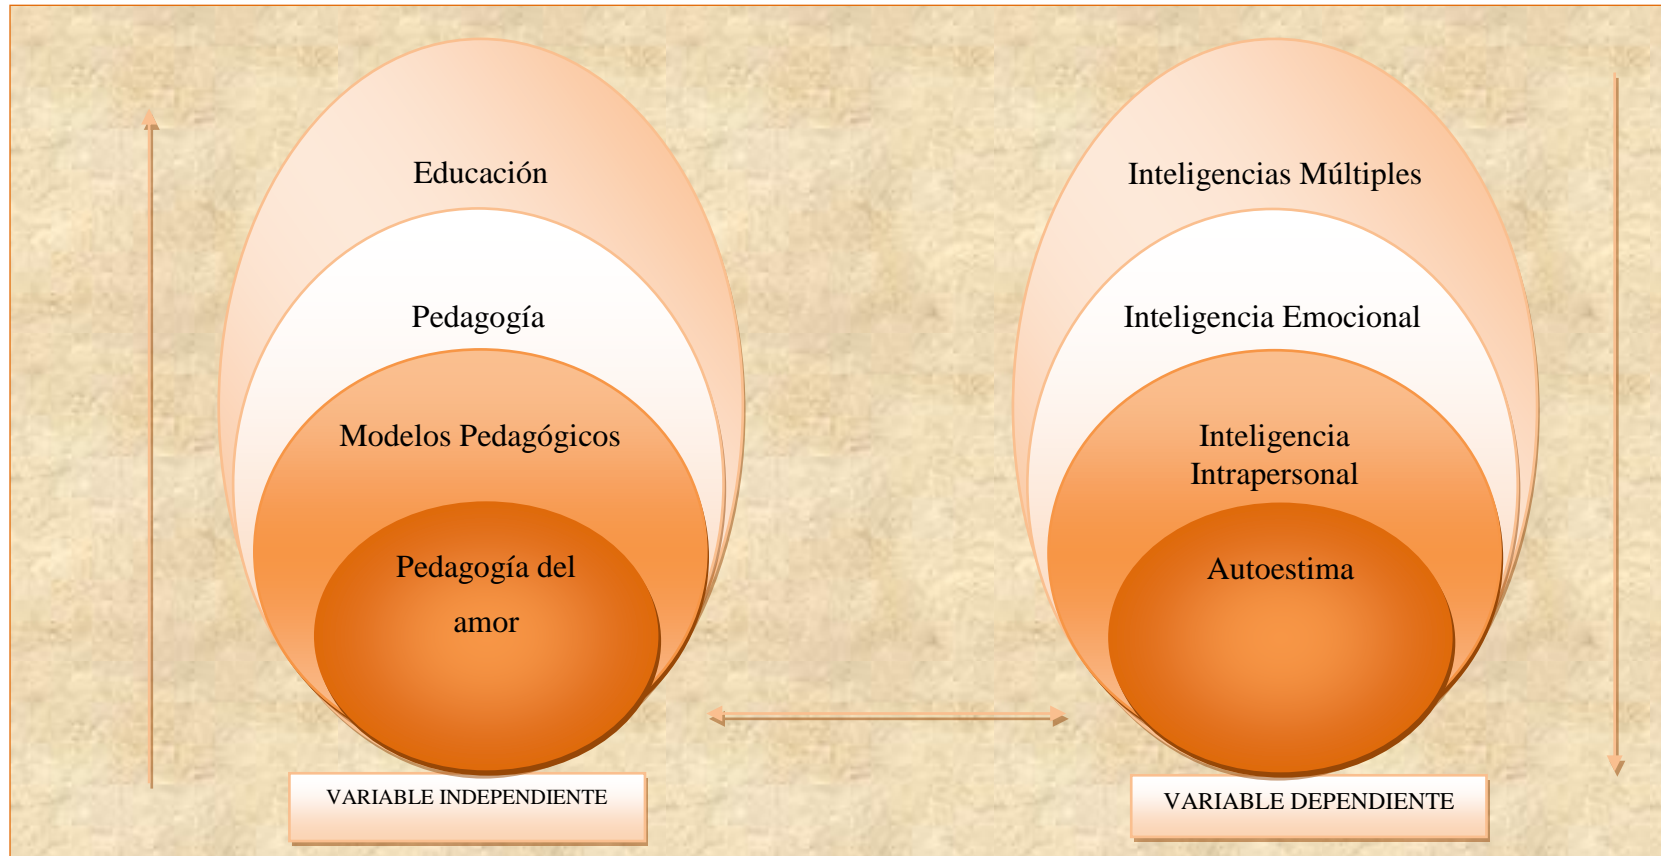 Educación
Pedagogía
Modelos Pedagógicos
Pedagogía del
amor
VARIABLE INDEPENDIENTE
Inteligencias Múltiples
Inteligencia Emocional
Inteligencia
Intrapersonal
Autoestima
VARIABLE DEPENDIENTE